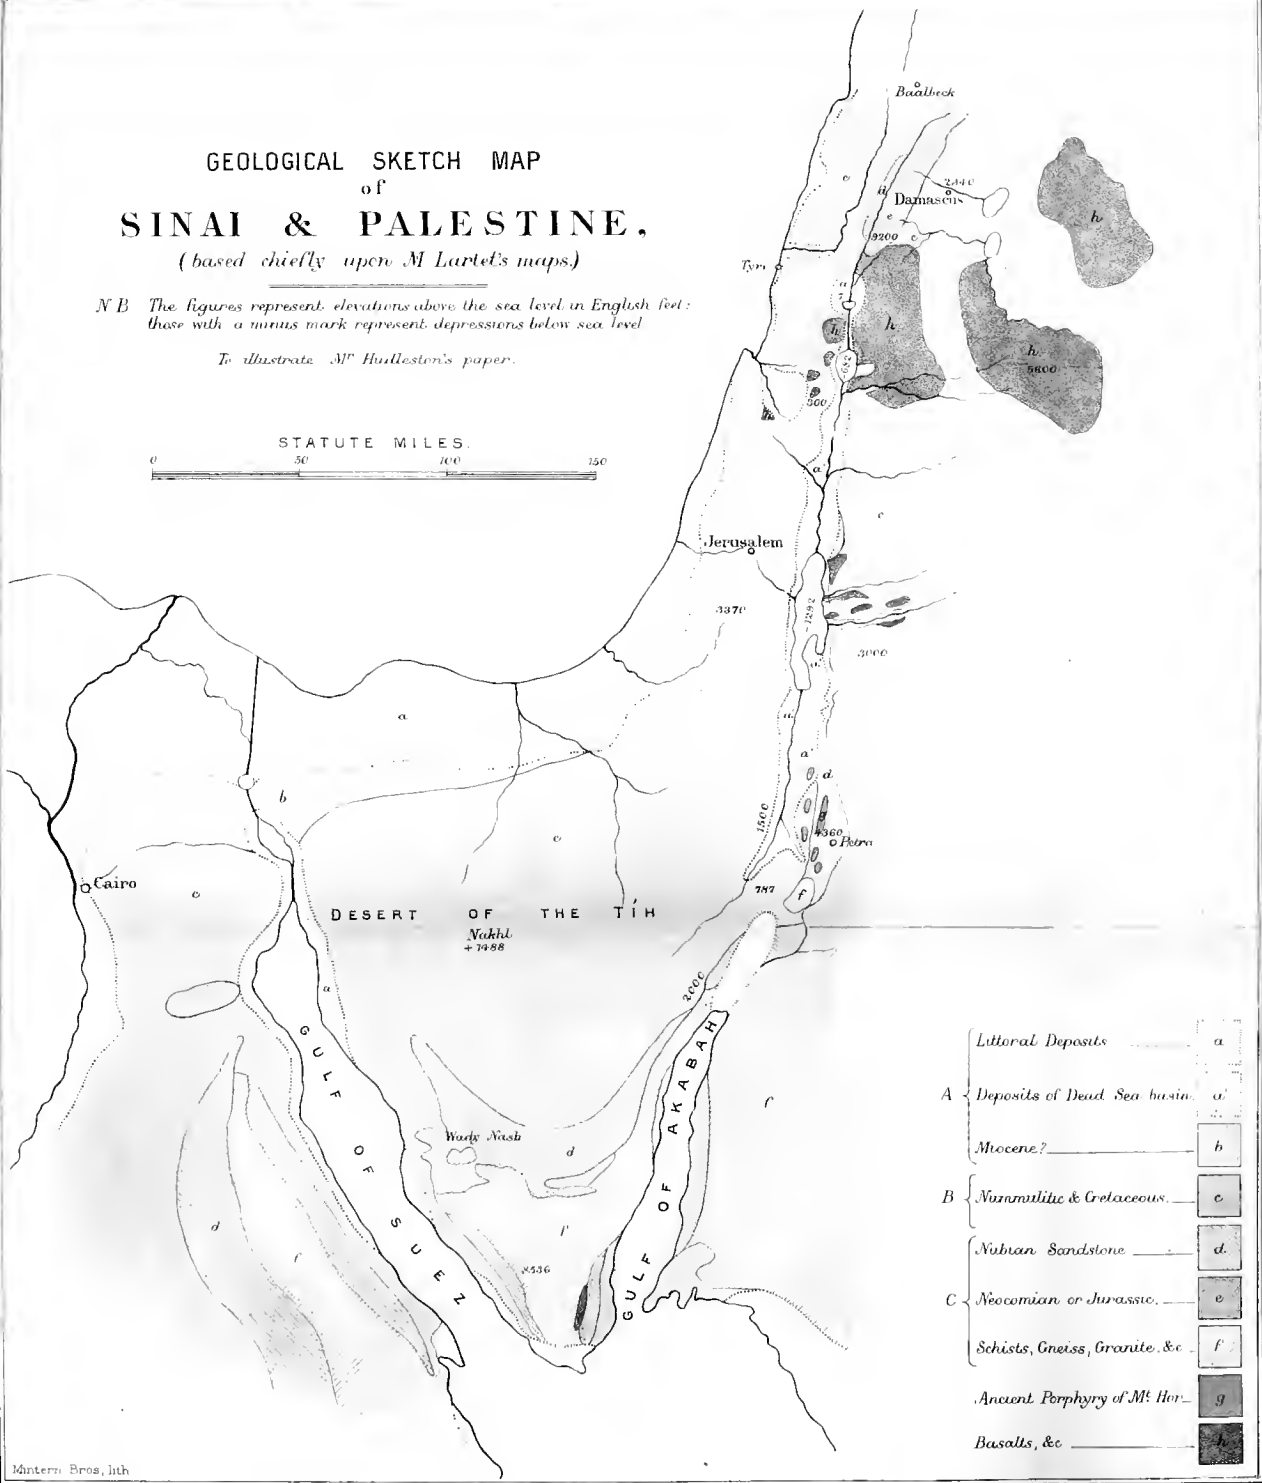 GEOLOGICAL SKETCH MAP
of
SINAI & PALESTINE,
(based chiefly upon M Lartet's maps.)
N B The figures represent elevations above the sea level in English feet:
those with a minus mark represent depressions below sea level
To illustrate Mr Hudleston's paper.
STATUTE MILES.
0 50 100 150
Baalbeck
c
d
2340
Damascus
e
9200
c
h
Tyre
a
h
h
h
5800
682
300
h
a'
c
Jerusalem
-1292
3370
3000
a
a
a'
b
d
1500
g
4360
Petra
c
Cairo
c
787
f
DESERT OF THE TÍH
Nakhl
+1488
a
2000
GULF OF SUEZ
GULF OF AKABAH
f
Wady Nasb
d
d
f
f
8536
A
Littoral Deposits a
Deposits of Dead Sea basin. a'
Miocene? b
B
Nummulitic & Cretaceous. c
C
Nubian Sandstone d.
Neocomian or Jurassic. e
Schists, Gneiss, Granite. &c f
Ancient Porphyry of Mt Hor g
Basalts, &c h
Mintern Bros, lith